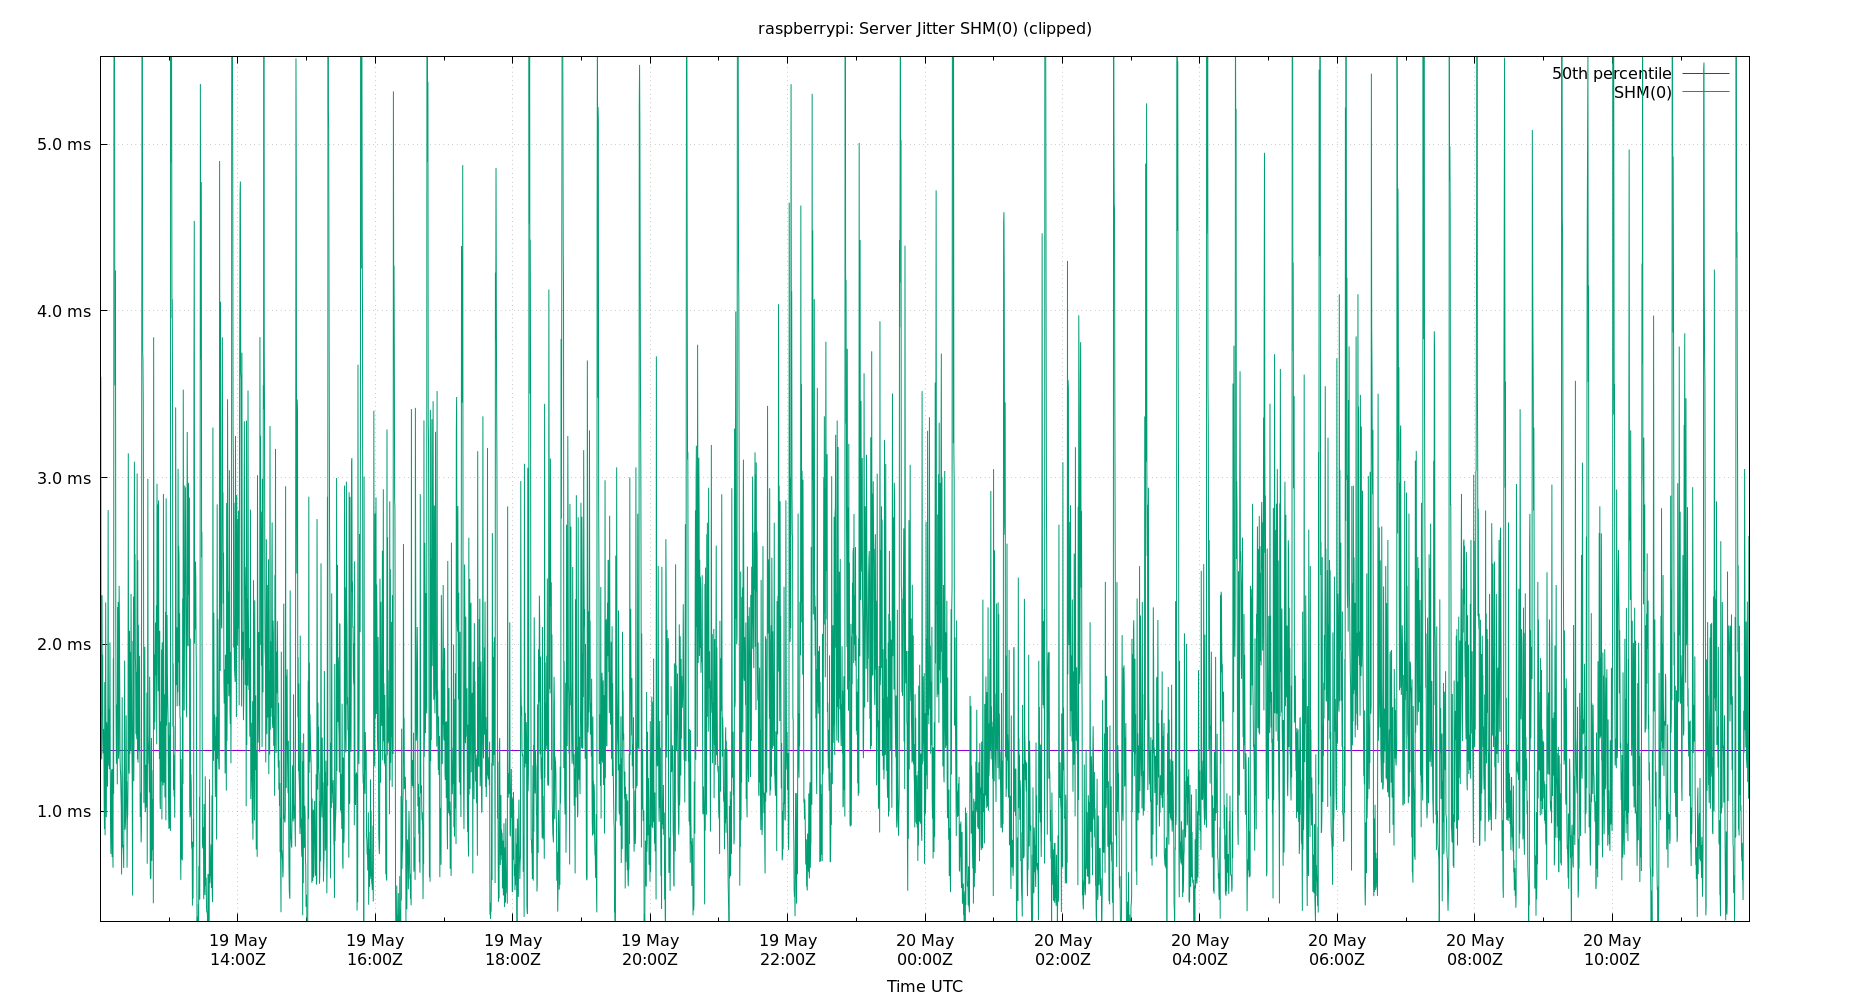 raspberrypi: Server Jitter SHM(0) (clipped)
50th percentile
SHM(0)
5.0 ms
4.0 ms
3.0 ms
2.0 ms
1.0 ms
19 May 19 May 19 May 19 May 19 May 20 May 20 May 20 May 20 May 20 May 20 May
14:00Z 16:00Z 18:00Z 20:00Z 22:00Z 00:00Z 02:00Z 04:00Z 06:00Z 08:00Z 10:00Z
Time UTC